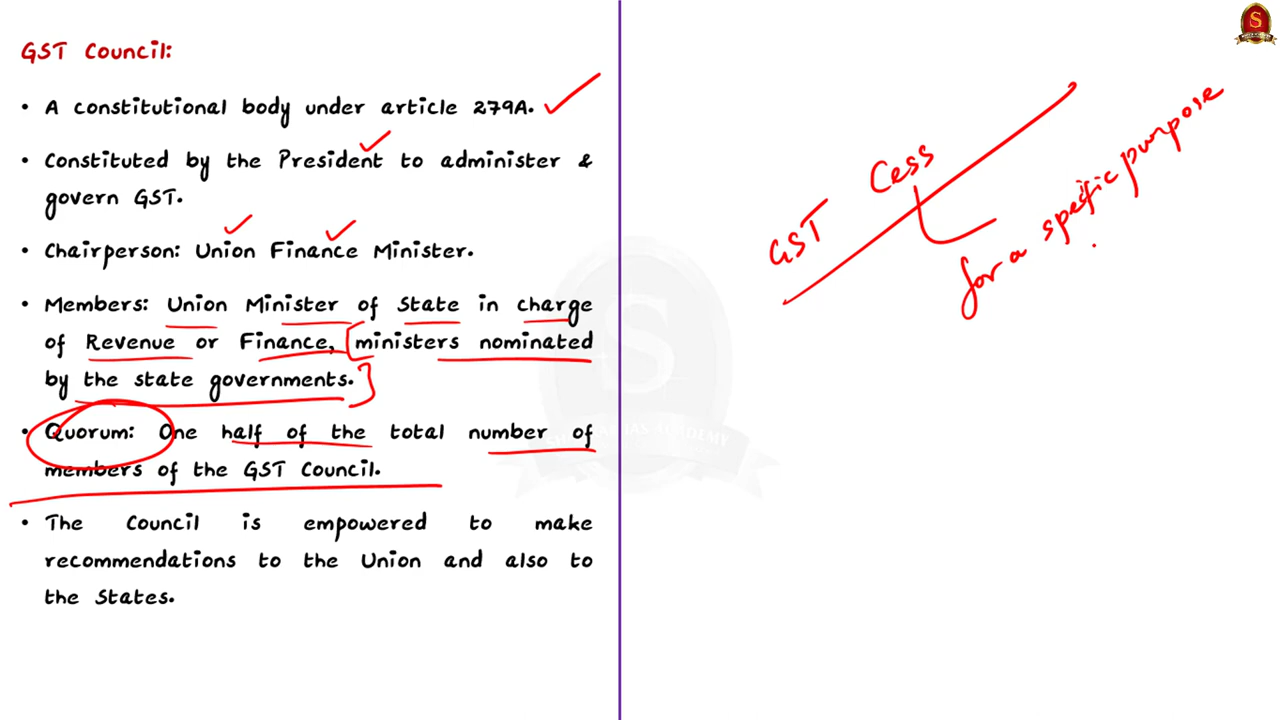 GST Council:
• A constitutional body under article 279A.
• Constituted by the President to administer &
govern GST.
• Chairperson: Union Finance Minister.
• Members: Union Minister of State in charge
of Revenue or Finance, ministers nominated
by the state governments.
• Quorum: One half of the total number of
members of the GST Council.
• The Council is empowered to make
recommendations to the Union and also to
the States.
GST Cess
for a specific purpose
S